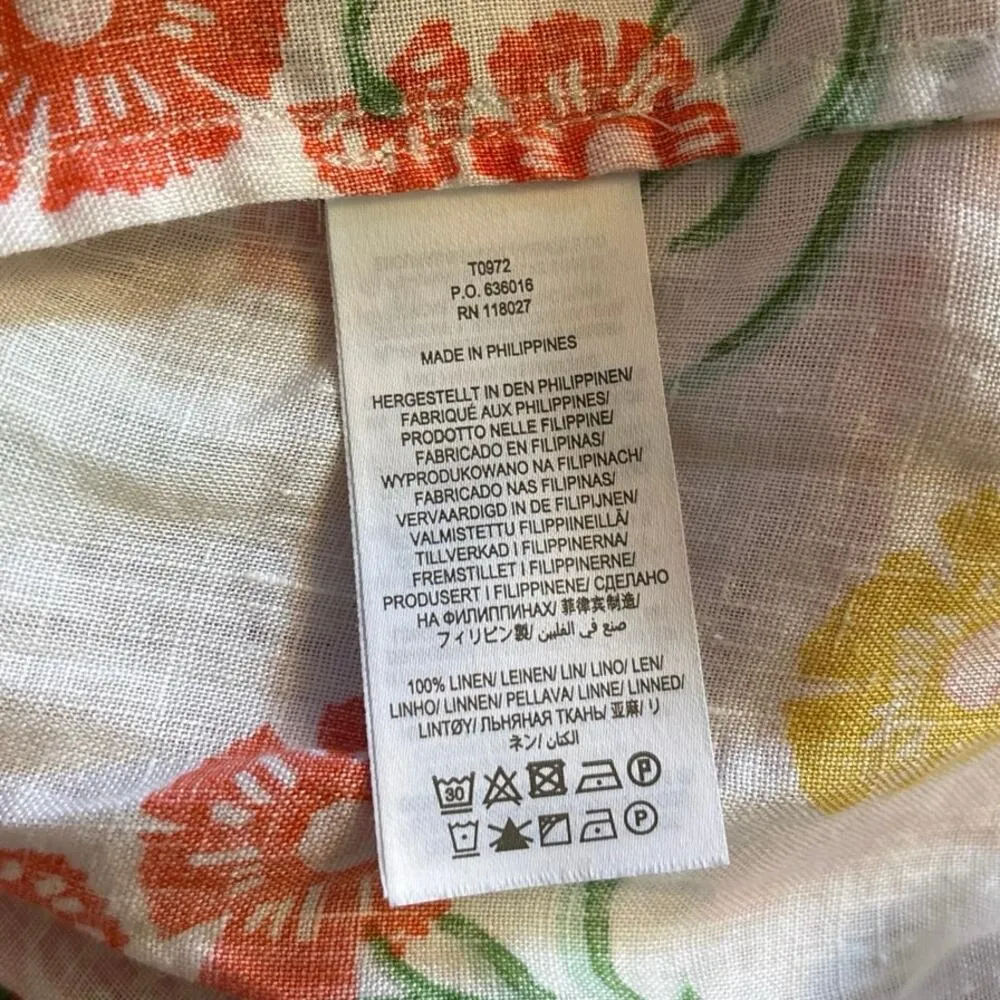 T0972
P.O. 636016
RN 118027
MADE IN PHILIPPINES
HERGESTELLT IN DEN PHILIPPINEN/
FABRIQUÉ AUX PHILIPPINES/
PRODOTTO NELLE FILIPPINE/
FABRICADO EN FILIPINAS/
WYPRODUKOWANO NA FILIPINACH/
FABRICADO NAS FILIPINAS/
VERVAARDIGD IN DE FILIPIJNEN/
VALMISTETTU FILIPPIINEILLÄ/
TILLVERKAD I FILIPPINERNA/
FREMSTILLET I FILIPPINERNE/
PRODUSERT I FILIPPINENE/ СДЕЛАНО
НА ФИЛИППИНАХ/ 菲律宾制造/
フィリピン製/ صنع في الفلبين
100% LINEN/ LEINEN/ LIN/ LINO/ LEN/
LINHO/ LINNEN/ PELLAVA/ LINNE/ LINNED/
LINTØY/ ЛЬНЯНАЯ ТКАНЬ/ 亚麻/ リ
ネン/ الكتان
30 P
P